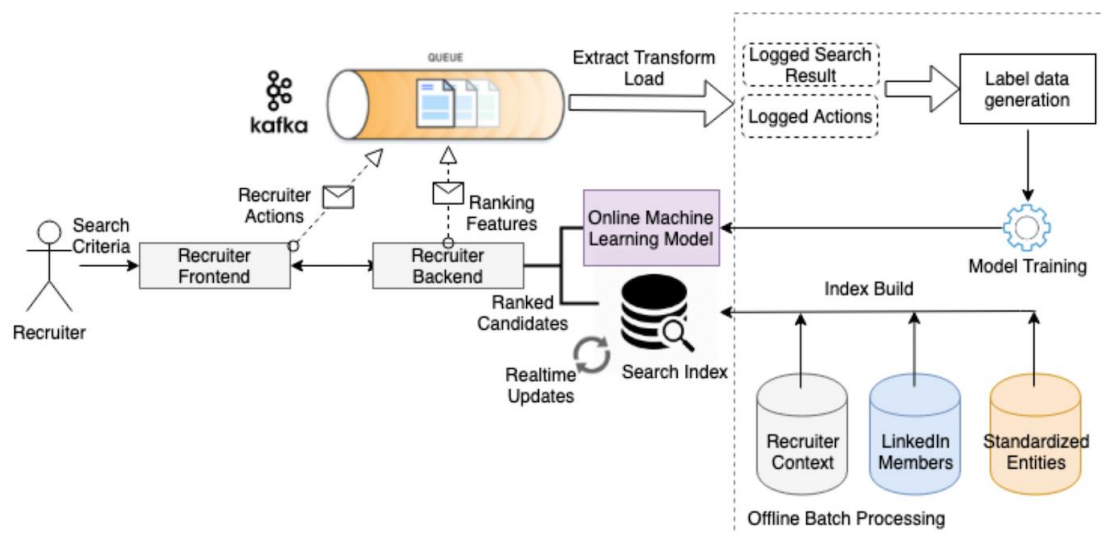 QUEUE
kafka
Extract Transform
Load
Logged Search
Result
Logged Actions
Label data
generation
Recruiter
Actions
Ranking
Features
Online Machine
Learning Model
Model Training
Search
Criteria
Recruiter
Frontend
Recruiter
Backend
Recruiter
Ranked
Candidates
Index Build
Realtime
Updates
Search Index
Recruiter
Context
LinkedIn
Members
Standardized
Entities
Offline Batch Processing